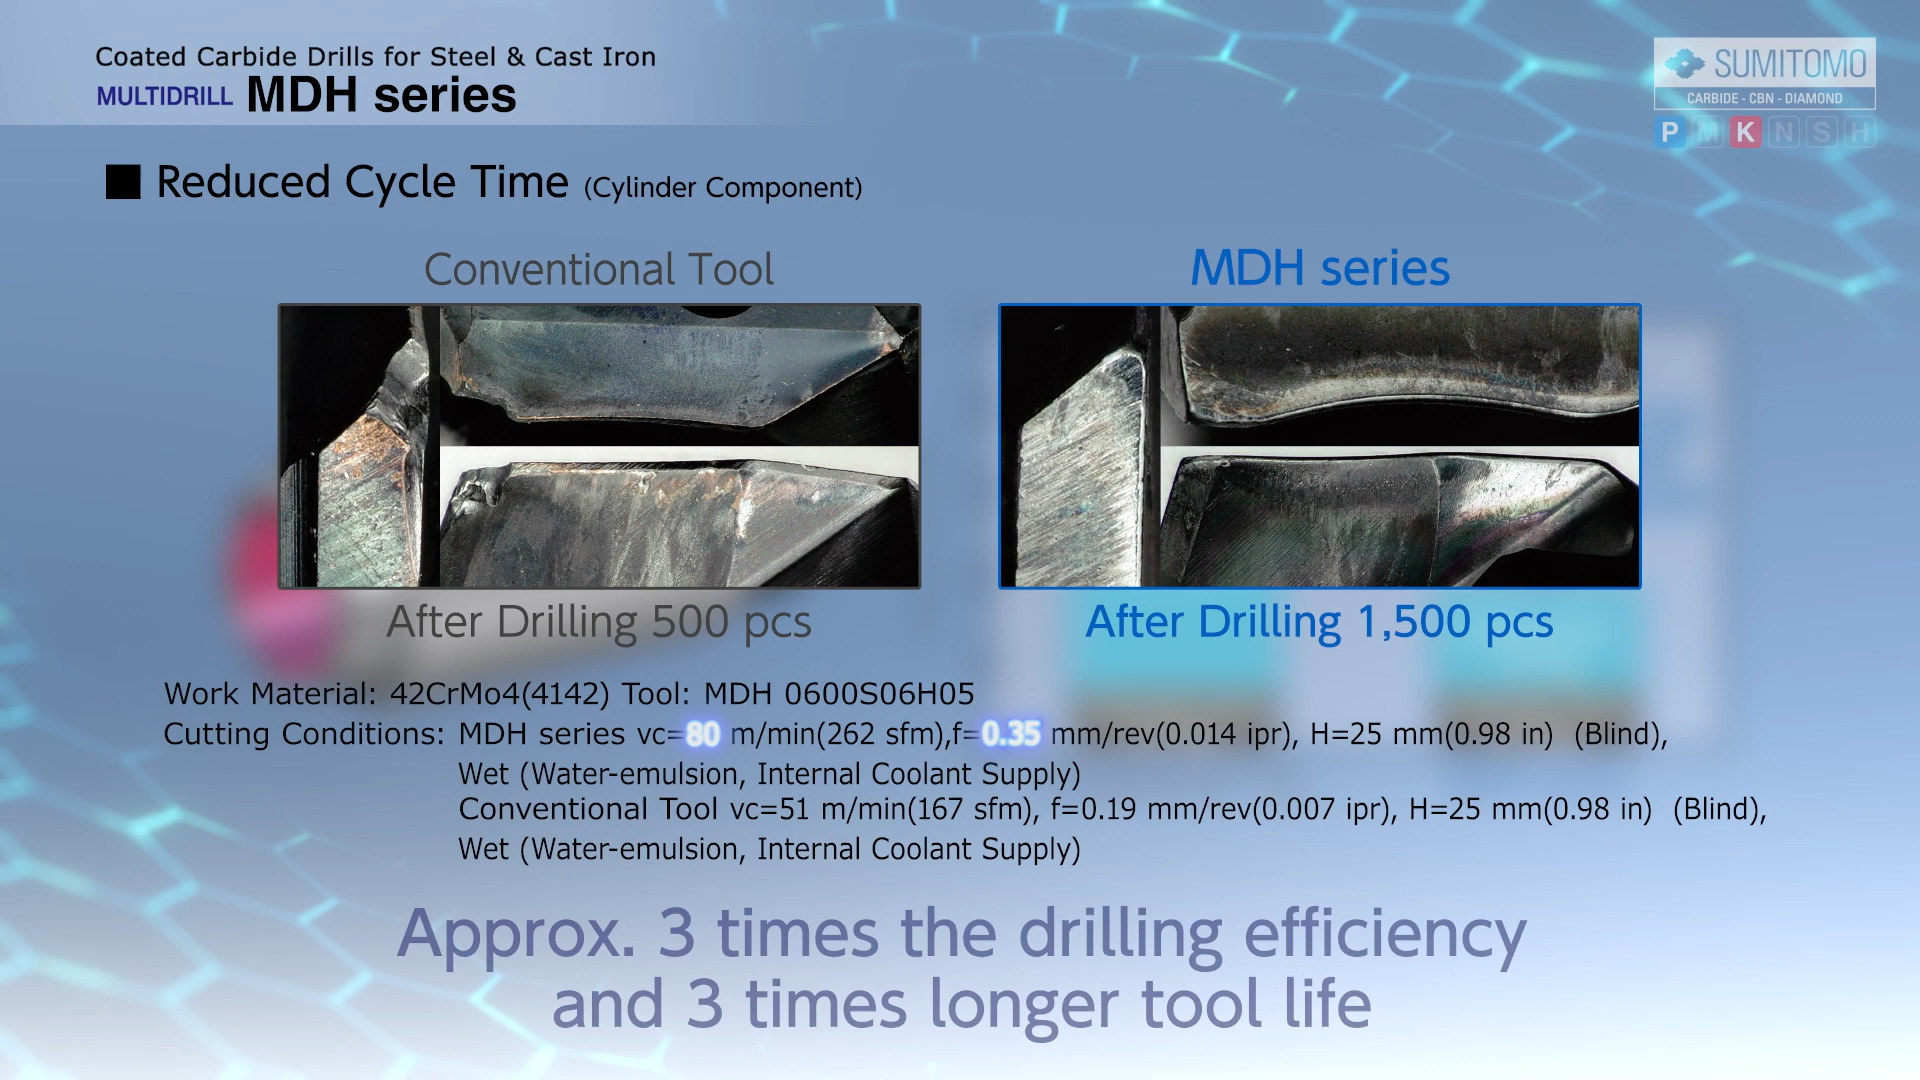 Coated Carbide Drills for Steel & Cast Iron
MULTIDRILL MDH series
SUMITOMO
CARBIDE - CBN - DIAMOND
P M K N S H
■ Reduced Cycle Time (Cylinder Component)
Conventional Tool
MDH series
After Drilling 500 pcs
After Drilling 1,500 pcs
Work Material: 42CrMo4(4142) Tool: MDH 0600S06H05
Cutting Conditions: MDH series vc=80 m/min(262 sfm),f=0.35 mm/rev(0.014 ipr), H=25 mm(0.98 in) (Blind),
Wet (Water-emulsion, Internal Coolant Supply)
Conventional Tool vc=51 m/min(167 sfm), f=0.19 mm/rev(0.007 ipr), H=25 mm(0.98 in) (Blind),
Wet (Water-emulsion, Internal Coolant Supply)
Approx. 3 times the drilling efficiency
and 3 times longer tool life